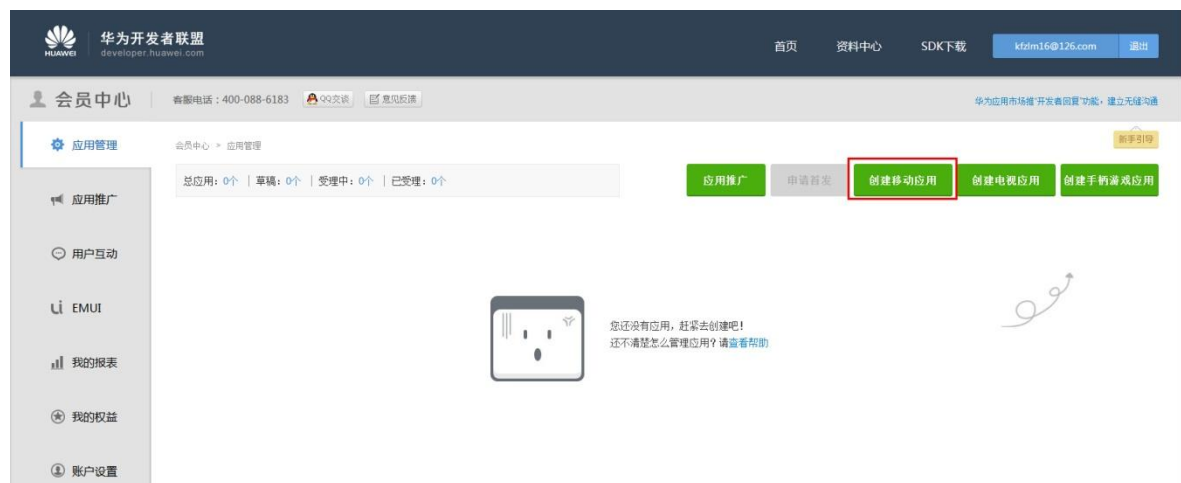 华为开发者联盟
HUAWEI developer.huawei.com
首页 资料中心 SDK下载 kfzlm16@126.com 退出
会员中心 客服电话：400-088-6183 QQ交谈 意见反馈 华为应用市场推“开发者回复”功能，建立无缝沟通
应用管理 会员中心 > 应用管理 新手引导
总应用：0个 | 草稿：0个 | 受理中：0个 | 已受理：0个 应用推广 申请首发 创建移动应用 创建电视应用 创建手柄游戏应用
应用推广
用户互动
EMUI
您还没有应用，赶紧去创建吧！
还不清楚怎么管理应用？请查看帮助
我的报表
我的权益
账户设置